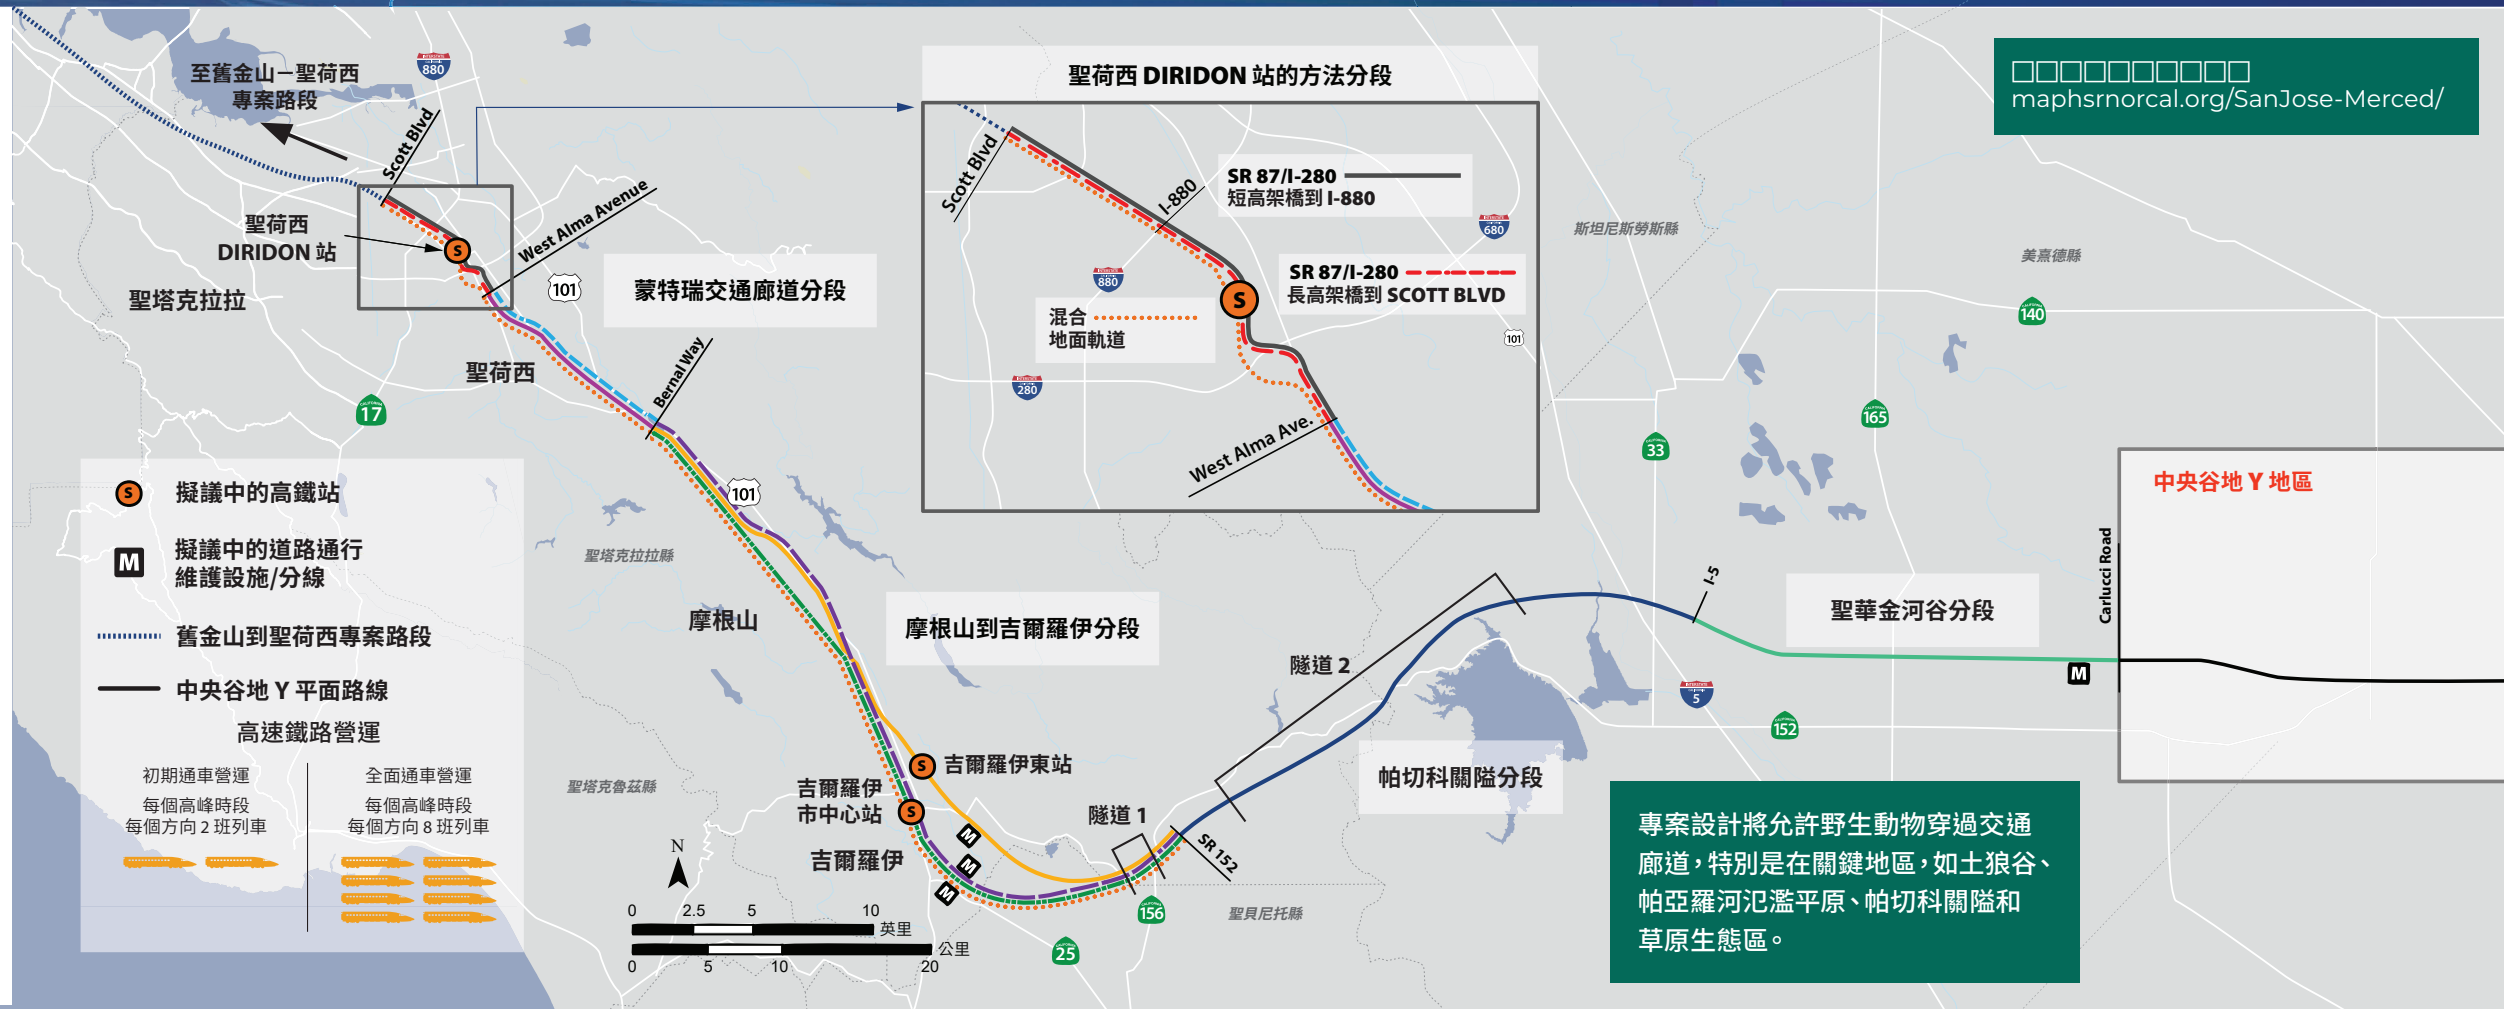 至舊金山－聖荷西
專案路段
880
Scott Blvd
聖荷西
DIRIDON 站
聖塔克拉拉
West Alma Avenue
101
蒙特瑞交通廊道分段
聖荷西
17
Bernal Way
101
聖荷西 DIRIDON 站的方法分段
Scott Blvd
I-880
SR 87/I-280
短高架橋到 I-880
680
880
SR 87/I-280
長高架橋到 SCOTT BLVD
S
混合
地面軌道
101
280
West Alma Ave.
□□□□□□□□□□
maphsrnorcal.org/SanJose-Merced/
斯坦尼斯勞斯縣
美熹德縣
140
165
33
中央谷地 Y 地區
Carlucci Road
S
擬議中的高鐵站
M
擬議中的道路通行
維護設施/分線
舊金山到聖荷西專案路段
中央谷地 Y 平面路線
高速鐵路營運
初期通車營運
每個高峰時段
每個方向 2 班列車
全面通車營運
每個高峰時段
每個方向 8 班列車
聖塔克拉拉縣
摩根山
摩根山到吉爾羅伊分段
聖塔克魯茲縣
S
吉爾羅伊東站
吉爾羅伊
市中心站
S
吉爾羅伊
M
M
M
隧道 1
SR 152
隧道 2
帕切科關隘分段
I-5
聖華金河谷分段
M
5
152
156
25
聖貝尼托縣
N
0 2.5 5 10
英里
公里
0 5 10 20
專案設計將允許野生動物穿過交通
廊道，特別是在關鍵地區，如土狼谷、
帕亞羅河氾濫平原、帕切科關隘和
草原生態區。